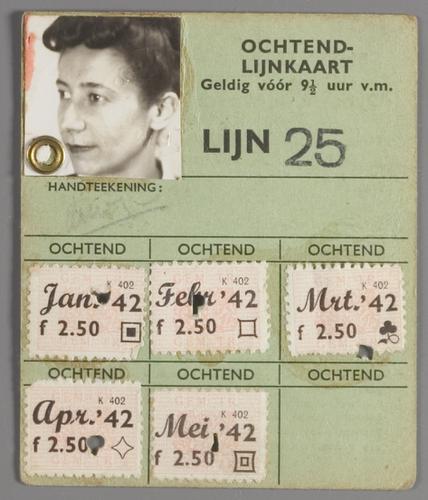 OCHTEND-
LIJNKAART
Geldig vóór 9½ uur v.m.
LIJN 25
HANDTEEKENING:
OCHTEND OCHTEND OCHTEND
K 402 K 402 K 402
Jan. '42 Febr '42 Mrt. '42
f 2.50 f 2.50 f 2.50
OCHTEND OCHTEND OCHTEND
K 402 K 402
Apr. '42 Mei '42
f 2.50 f 2.50